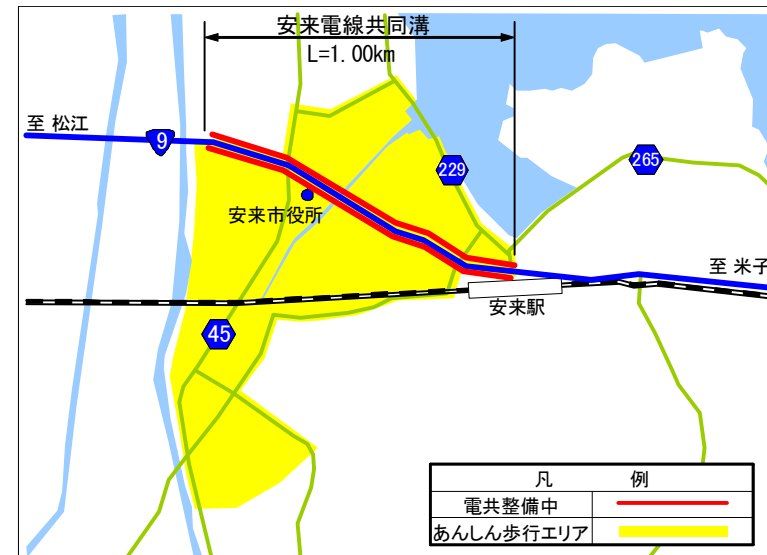 安来電線共同溝
L=1.00km
至 松江
9
229
265
安来市役所
至 米子
安来駅
45
凡 例
電共整備中
あんしん歩行エリア